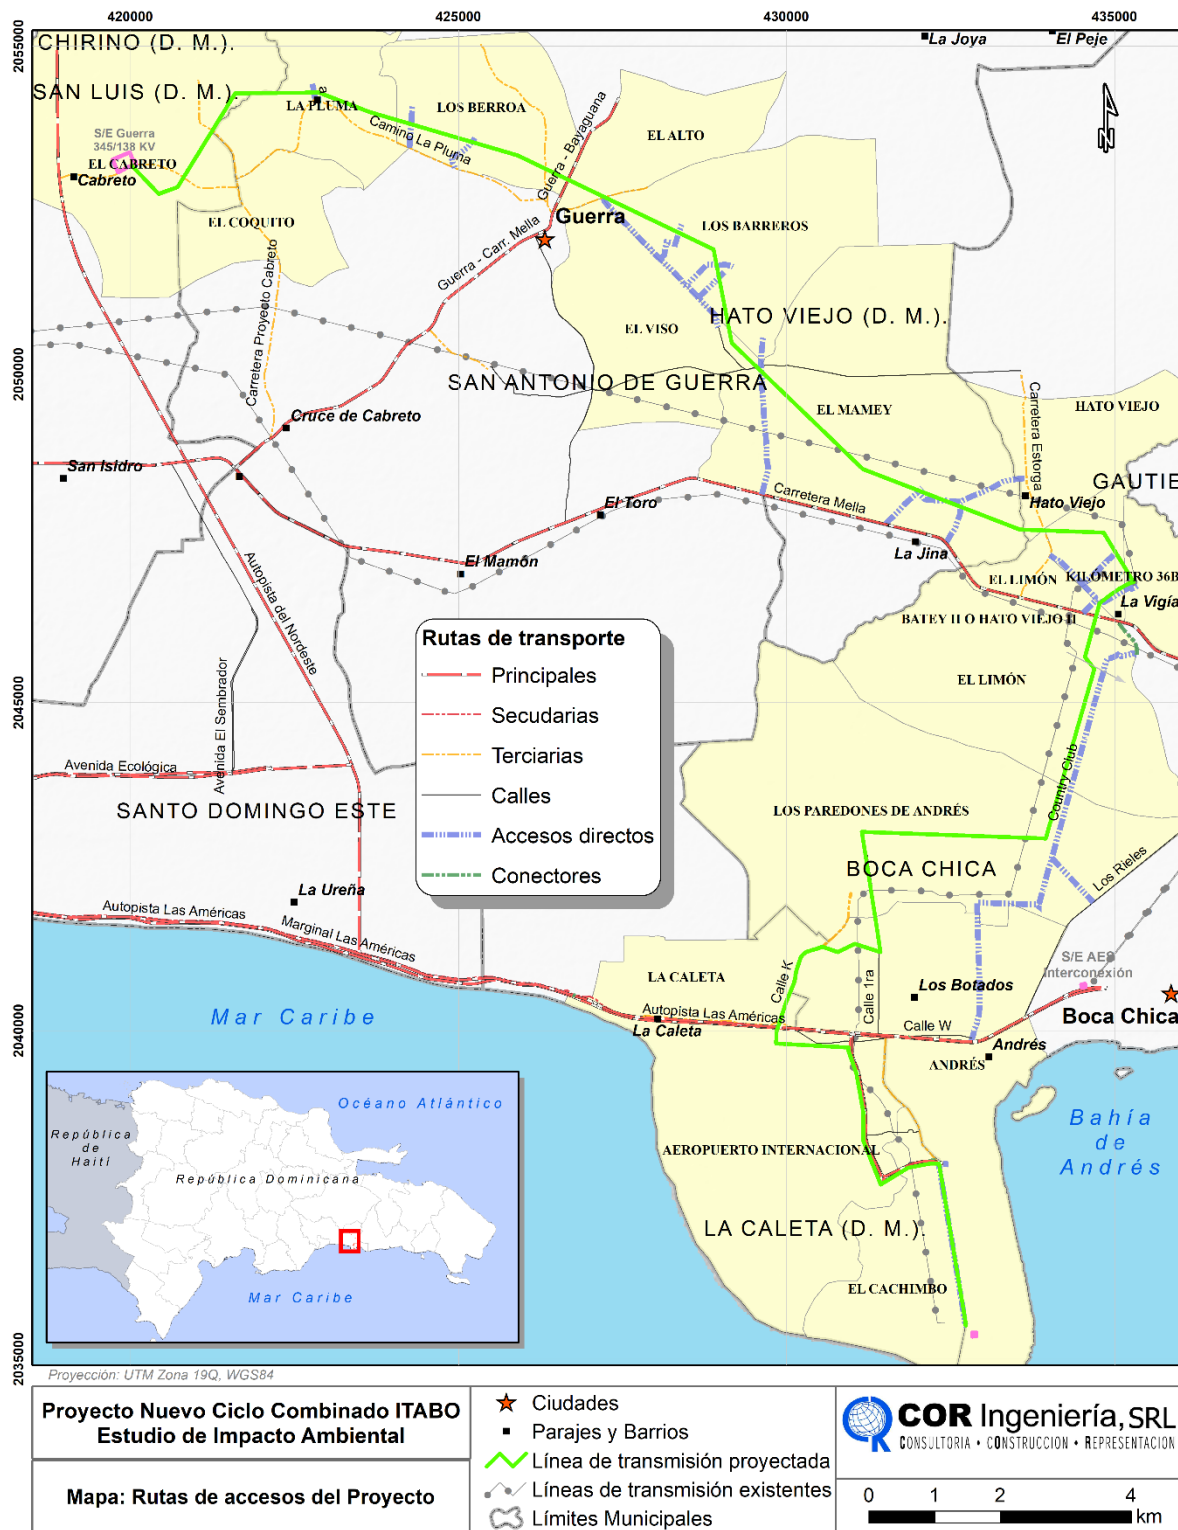 420000
425000
430000
435000
2055000
2050000
2045000
2040000
2035000
CHIRINO (D. M.).
SAN LUIS (D. M.).
La Joya
El Peje
LA PLUMA
LOS BERROA
S/E Guerra
345/138 KV
EL CABRETO
Cabreto
Camino La Pluma
EL ALTO
Guerra - Bayaguana
Guerra
EL COQUITO
LOS BARREROS
Guerra - Carr. Mella
Carretera Proyecto Cabreto
EL VISO
HATO VIEJO (D. M.).
SAN ANTONIO DE GUERRA
EL MAMEY
HATO VIEJO
Carretera Estorga
Cruce de Cabreto
San Isidro
GAUTIE
Carretera Mella
Hato Viejo
El Toro
La Jina
El Mamón
EL LIMÓN
KILÓMETRO 36B
La Vigía
BATEY II O HATO VIEJO II
Autopista del Nordeste
EL LIMÓN
Avenida El Sembrador
Avenida Ecológica
Country Club
SANTO DOMINGO ESTE
LOS PAREDONES DE ANDRÉS
BOCA CHICA
Los Rieles
La Ureña
Autopista Las Américas
Marginal Las Américas
LA CALETA
Calle K
Calle 1ra
S/E AES
Interconexión
Los Botados
Autopista Las Américas
Calle W
La Caleta
Boca Chica
Mar Caribe
Andrés
ANDRÉS
Bahía
de
Andrés
AEROPUERTO INTERNACIONAL
LA CALETA (D. M.).
EL CACHIMBO
Rutas de transporte
Principales
Secudarias
Terciarias
Calles
Accesos directos
Conectores
Océano Atlántico
República
de
Haití
República Dominicana
Mar Caribe
Proyección: UTM Zona 19Q, WGS84
Proyecto Nuevo Ciclo Combinado ITABO
Estudio de Impacto Ambiental
Mapa: Rutas de accesos del Proyecto
Ciudades
Parajes y Barrios
Línea de transmisión proyectada
Líneas de transmisión existentes
Límites Municipales
COR Ingeniería, SRL
CONSULTORIA • CONSTRUCCION • REPRESENTACION
0 1 2 4
km